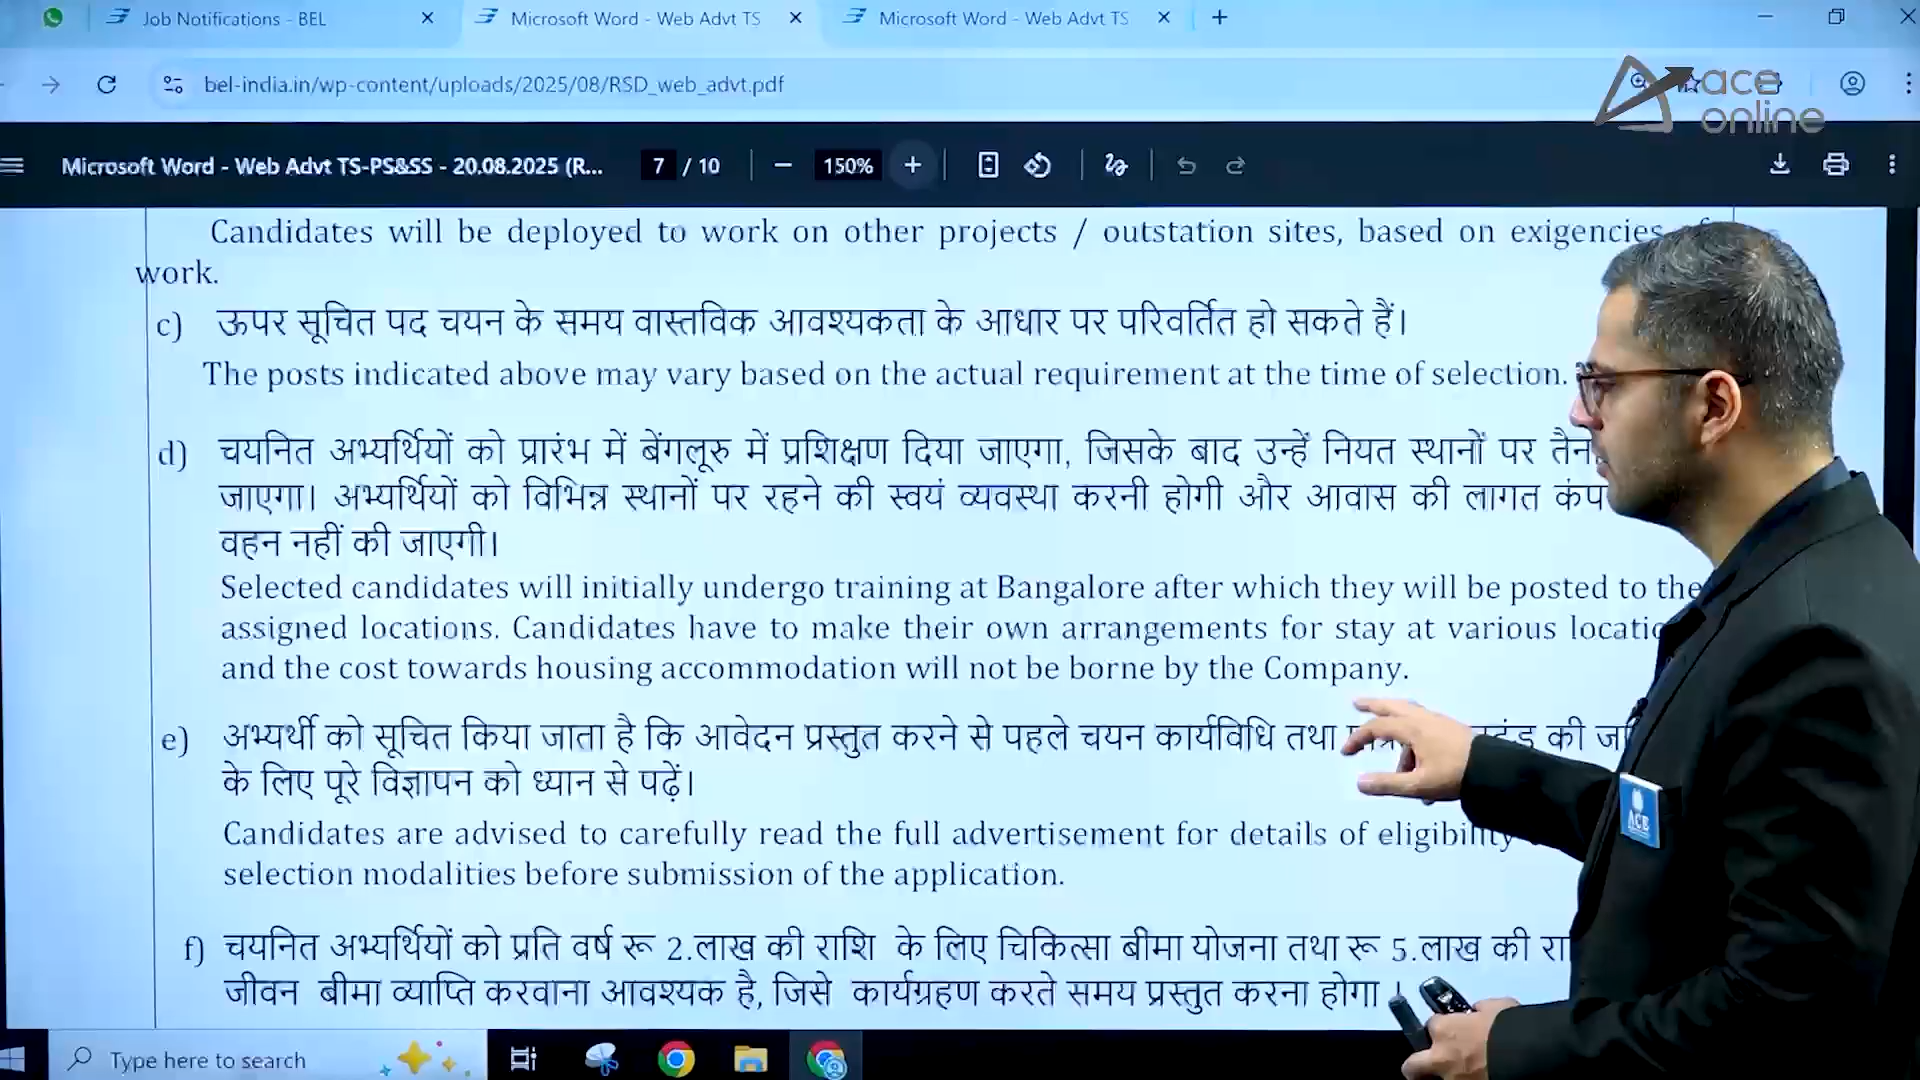 Job Notifications - BEL
Microsoft Word - Web Advt TS
Microsoft Word - Web Advt TS
bel-india.in/wp-content/uploads/2025/08/RSD_web_advt.pdf
ace
online
Microsoft Word - Web Advt TS-PS&SS - 20.08.2025 (R...
7 / 10
150%
Candidates will be deployed to work on other projects / outstation sites, based on exigencies
work.
c) ऊपर सूचित पद चयन के समय वास्तविक आवश्यकता के आधार पर परिवर्तित हो सकते हैं।
The posts indicated above may vary based on the actual requirement at the time of selection.
d) चयनित अभ्यर्थियों को प्रारंभ में बेंगलूरु में प्रशिक्षण दिया जाएगा, जिसके बाद उन्हें नियत स्थानों पर
जाएगा। अभ्यर्थियों को विभिन्न स्थानों पर रहने की स्वयं व्यवस्था करनी होगी और आवास की लागत
वहन नहीं की जाएगी।
Selected candidates will initially undergo training at Bangalore after which they will be posted to the
assigned locations. Candidates have to make their own arrangements for stay at various
and the cost towards housing accommodation will not be borne by the Company.
e) अभ्यर्थी को सूचित किया जाता है कि आवेदन प्रस्तुत करने से पहले चयन कार्यविधि तथा की
के लिए पूरे विज्ञापन को ध्यान से पढ़ें।
Candidates are advised to carefully read the full advertisement for details of eligibility
selection modalities before submission of the application.
f) चयनित अभ्यर्थियों को प्रति वर्ष रू 2.लाख की राशि के लिए चिकित्सा बीमा योजना तथा रू 5.लाख की
जीवन बीमा व्याप्ति करवाना आवश्यक है, जिसे कार्यग्रहण करते समय प्रस्तुत करना होगा ।
ACE
Type here to search